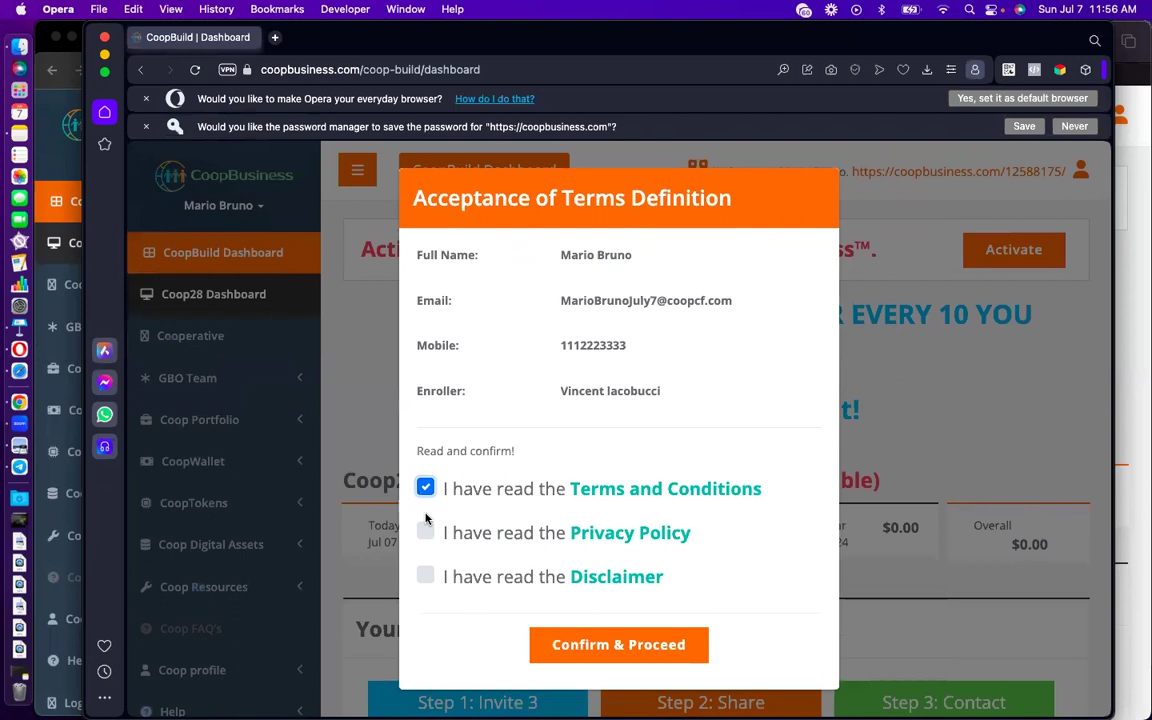 Opera File Edit View History Bookmarks Developer Window Help
60
Sun Jul 7 11:56 AM
CoopBuild | Dashboard
VPN
coopbusiness.com/coop-build/dashboard
Would you like to make Opera your everyday browser? How do I do that?
Yes, set it as default browser
Would you like the password manager to save the password for "https://coopbusiness.com"?
Save Never
CoopBusiness
Mario Bruno
CoopBuild Dashboard
Coop28 Dashboard
Cooperative
GBO Team
Coop Portfolio
CoopWallet
CoopTokens
Coop Digital Assets
Coop Resources
Coop FAQ's
Coop profile
Help
https://coopbusiness.com/12588175/
Activate
R EVERY 10 YOU
Acceptance of Terms Definition
Full Name: Mario Bruno
Email: MarioBrunoJuly7@coopcf.com
Mobile: 1112223333
Enroller: Vincent Iacobucci
Read and confirm!
I have read the Terms and Conditions
I have read the Privacy Policy
I have read the Disclaimer
Confirm & Proceed
Today
Jul 07
$0.00
Overall
$0.00
Step 1: Invite 3
Step 2: Share
Step 3: Contact